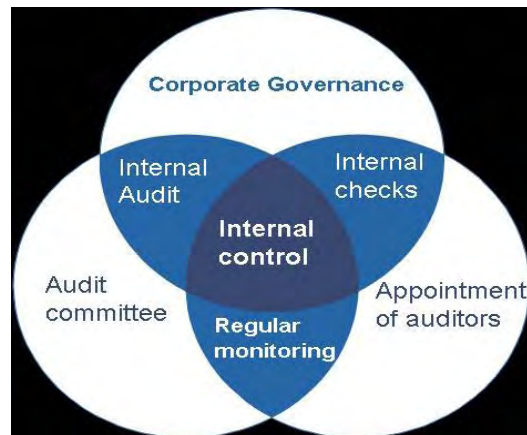 Corporate Governance
Internal
Audit
Internal
checks
Internal
control
Audit
committee
Appointment
of auditors
Regular
monitoring